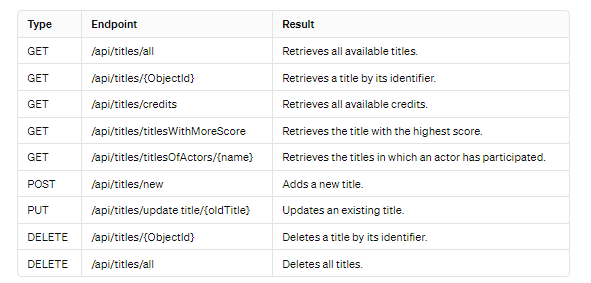 Type Endpoint Result
GET /api/titles/all Retrieves all available titles.
GET /api/titles/{ObjectId} Retrieves a title by its identifier.
GET /api/titles/credits Retrieves all available credits.
GET /api/titles/titlesWithMoreScore Retrieves the title with the highest score.
GET /api/titles/titlesOfActors/{name} Retrieves the titles in which an actor has participated.
POST /api/titles/new Adds a new title.
PUT /api/titles/update title/{oldTitle} Updates an existing title.
DELETE /api/titles/{ObjectId} Deletes a title by its identifier.
DELETE /api/titles/all Deletes all titles.